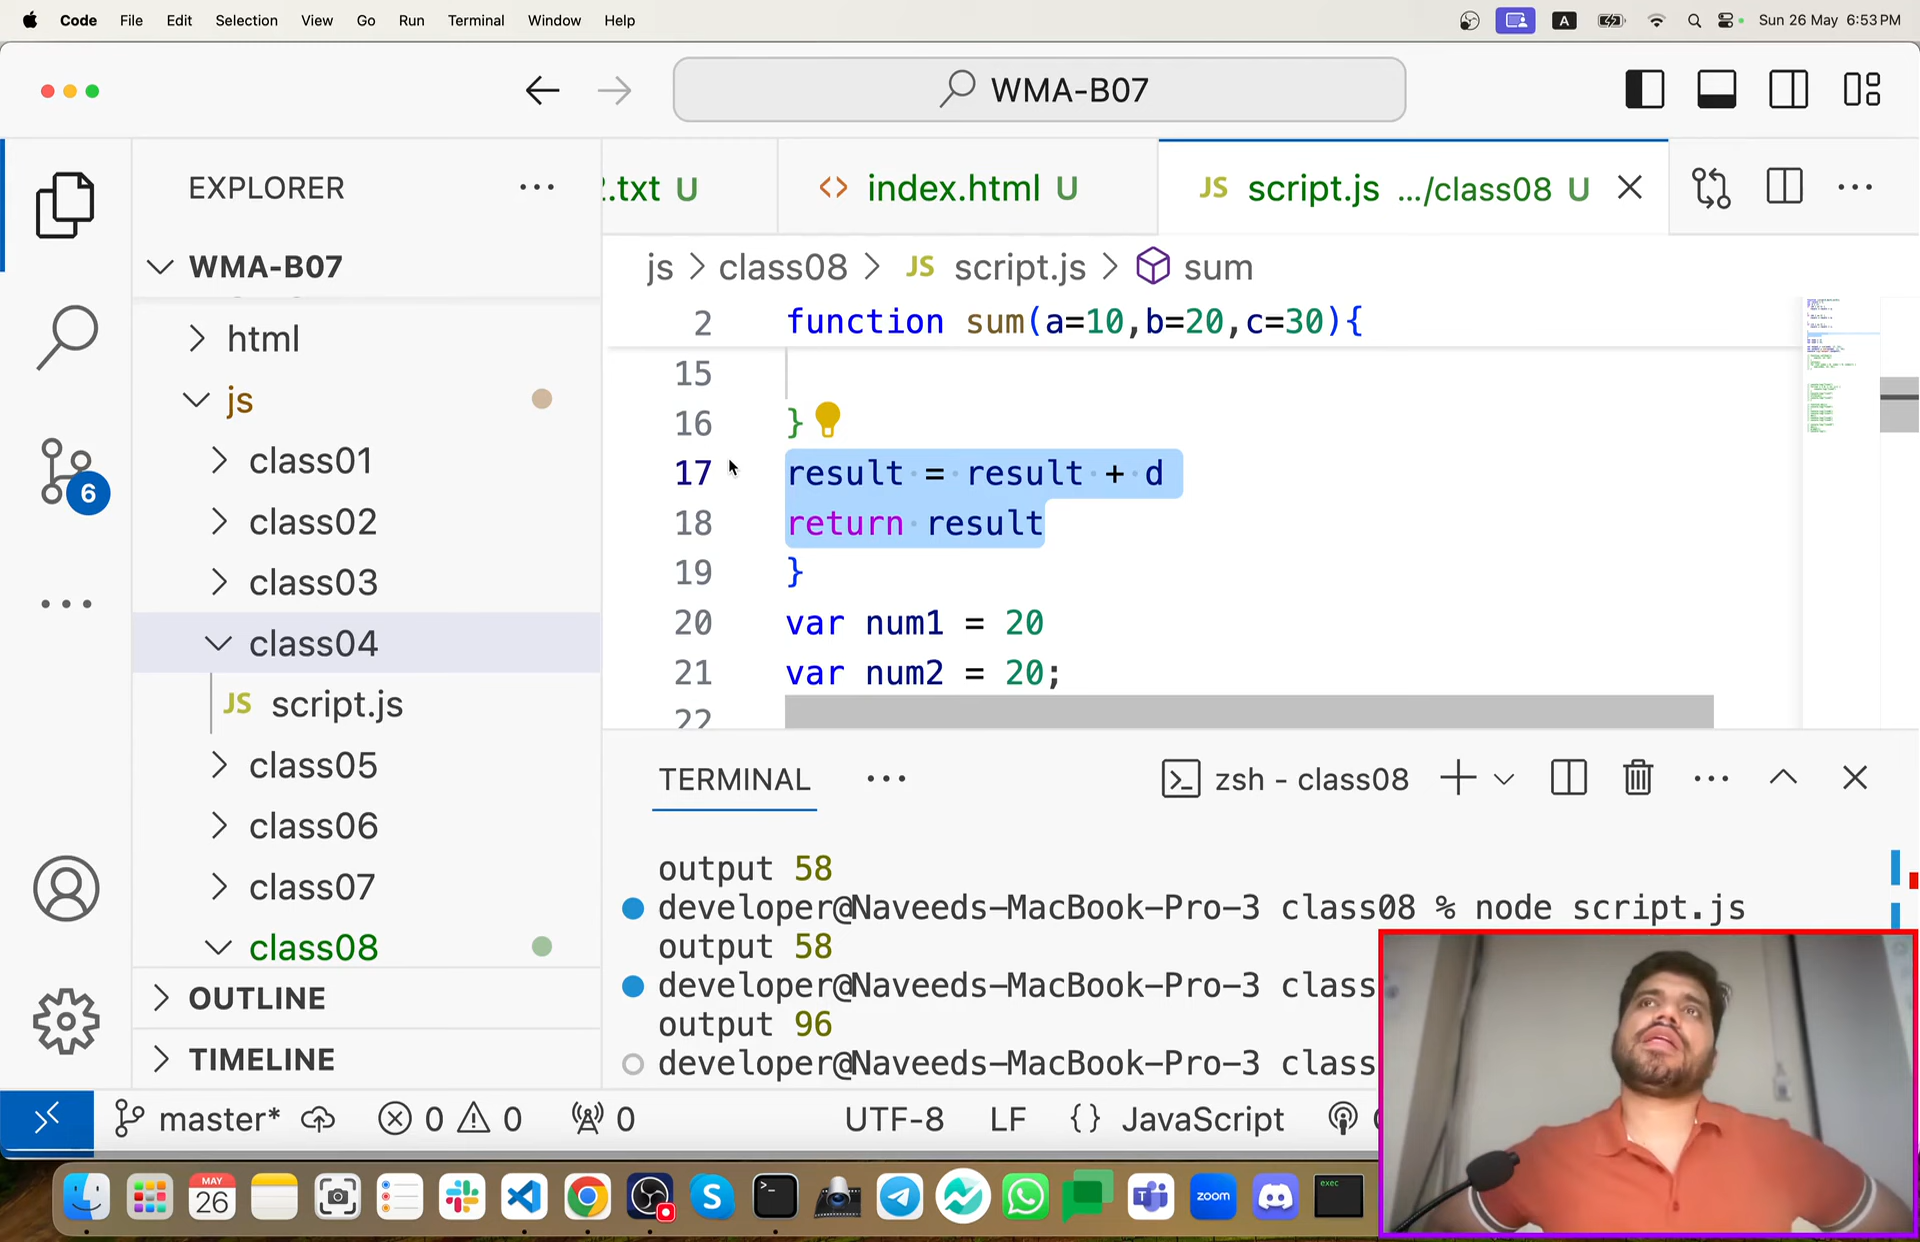 Code File Edit Selection View Go Run Terminal Window Help A Sun 26 May 6:53 PM
WMA-B07
EXPLORER
.txt U
index.html U
JS script.js .../class08 U
WMA-B07
js > class08 > JS script.js > sum
html
js
class01
class02
class03
class04
JS script.js
class05
class06
class07
class08
OUTLINE
TIMELINE
6
2 function sum(a=10,b=20,c=30){
15
16 }
17 result = result + d
18 return result
19 }
20 var num1 = 20
21 var num2 = 20;
22
TERMINAL
zsh - class08
output 58
developer@Naveeds-MacBook-Pro-3 class08 % node script.js
output 58
developer@Naveeds-MacBook-Pro-3 class
output 96
developer@Naveeds-MacBook-Pro-3 class
master* 0 0 0 UTF-8 LF {} JavaScript
MAY
26
S
T
zoom
exec